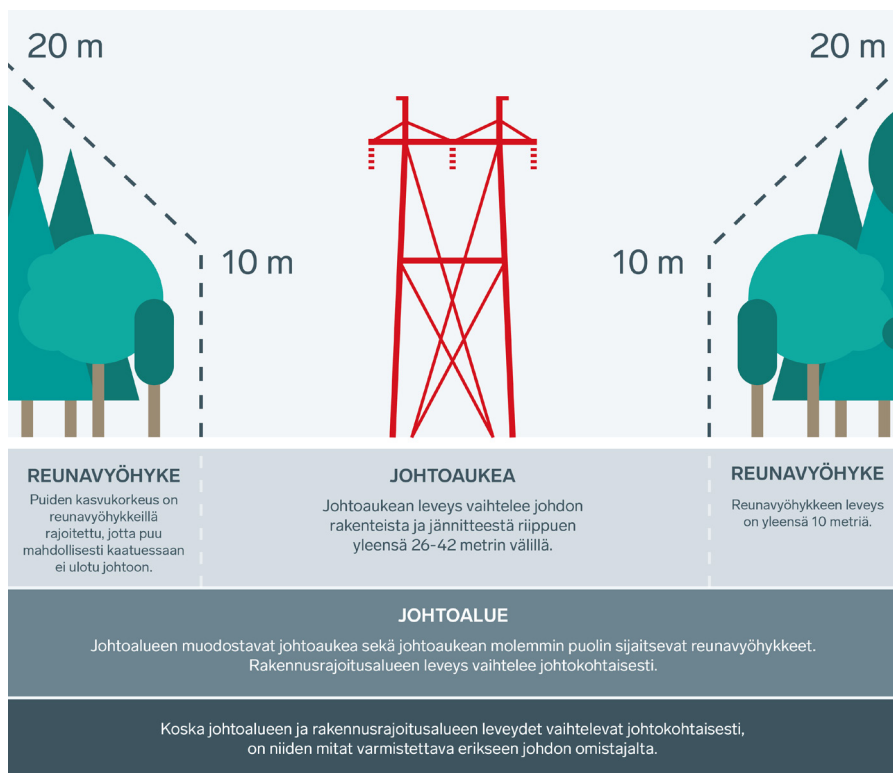 20 m
20 m
10 m
10 m
REUNAVYÖHYKE
Puiden kasvukorkeus on
reunavyöhykkeillä
rajoitettu, jotta puu
mahdollisesti kaatuessaan
ei ulotu johtoon.
JOHTOAUKEA
Johtoaukean leveys vaihtelee johdon
rakenteista ja jännitteestä riippuen
yleensä 26-42 metrin välillä.
REUNAVYÖHYKE
Reunavyöhykkeen leveys
on yleensä 10 metriä.
JOHTOALUE
Johtoalueen muodostavat johtoaukea sekä johtoaukean molemmin puolin sijaitsevat reunavyöhykkeet.
Rakennusrajoitusalueen leveys vaihtelee johtokohtaisesti.
Koska johtoalueen ja rakennusrajoitusalueen leveydet vaihtelevat johtokohtaisesti,
on niiden mitat varmistettava erikseen johdon omistajalta.